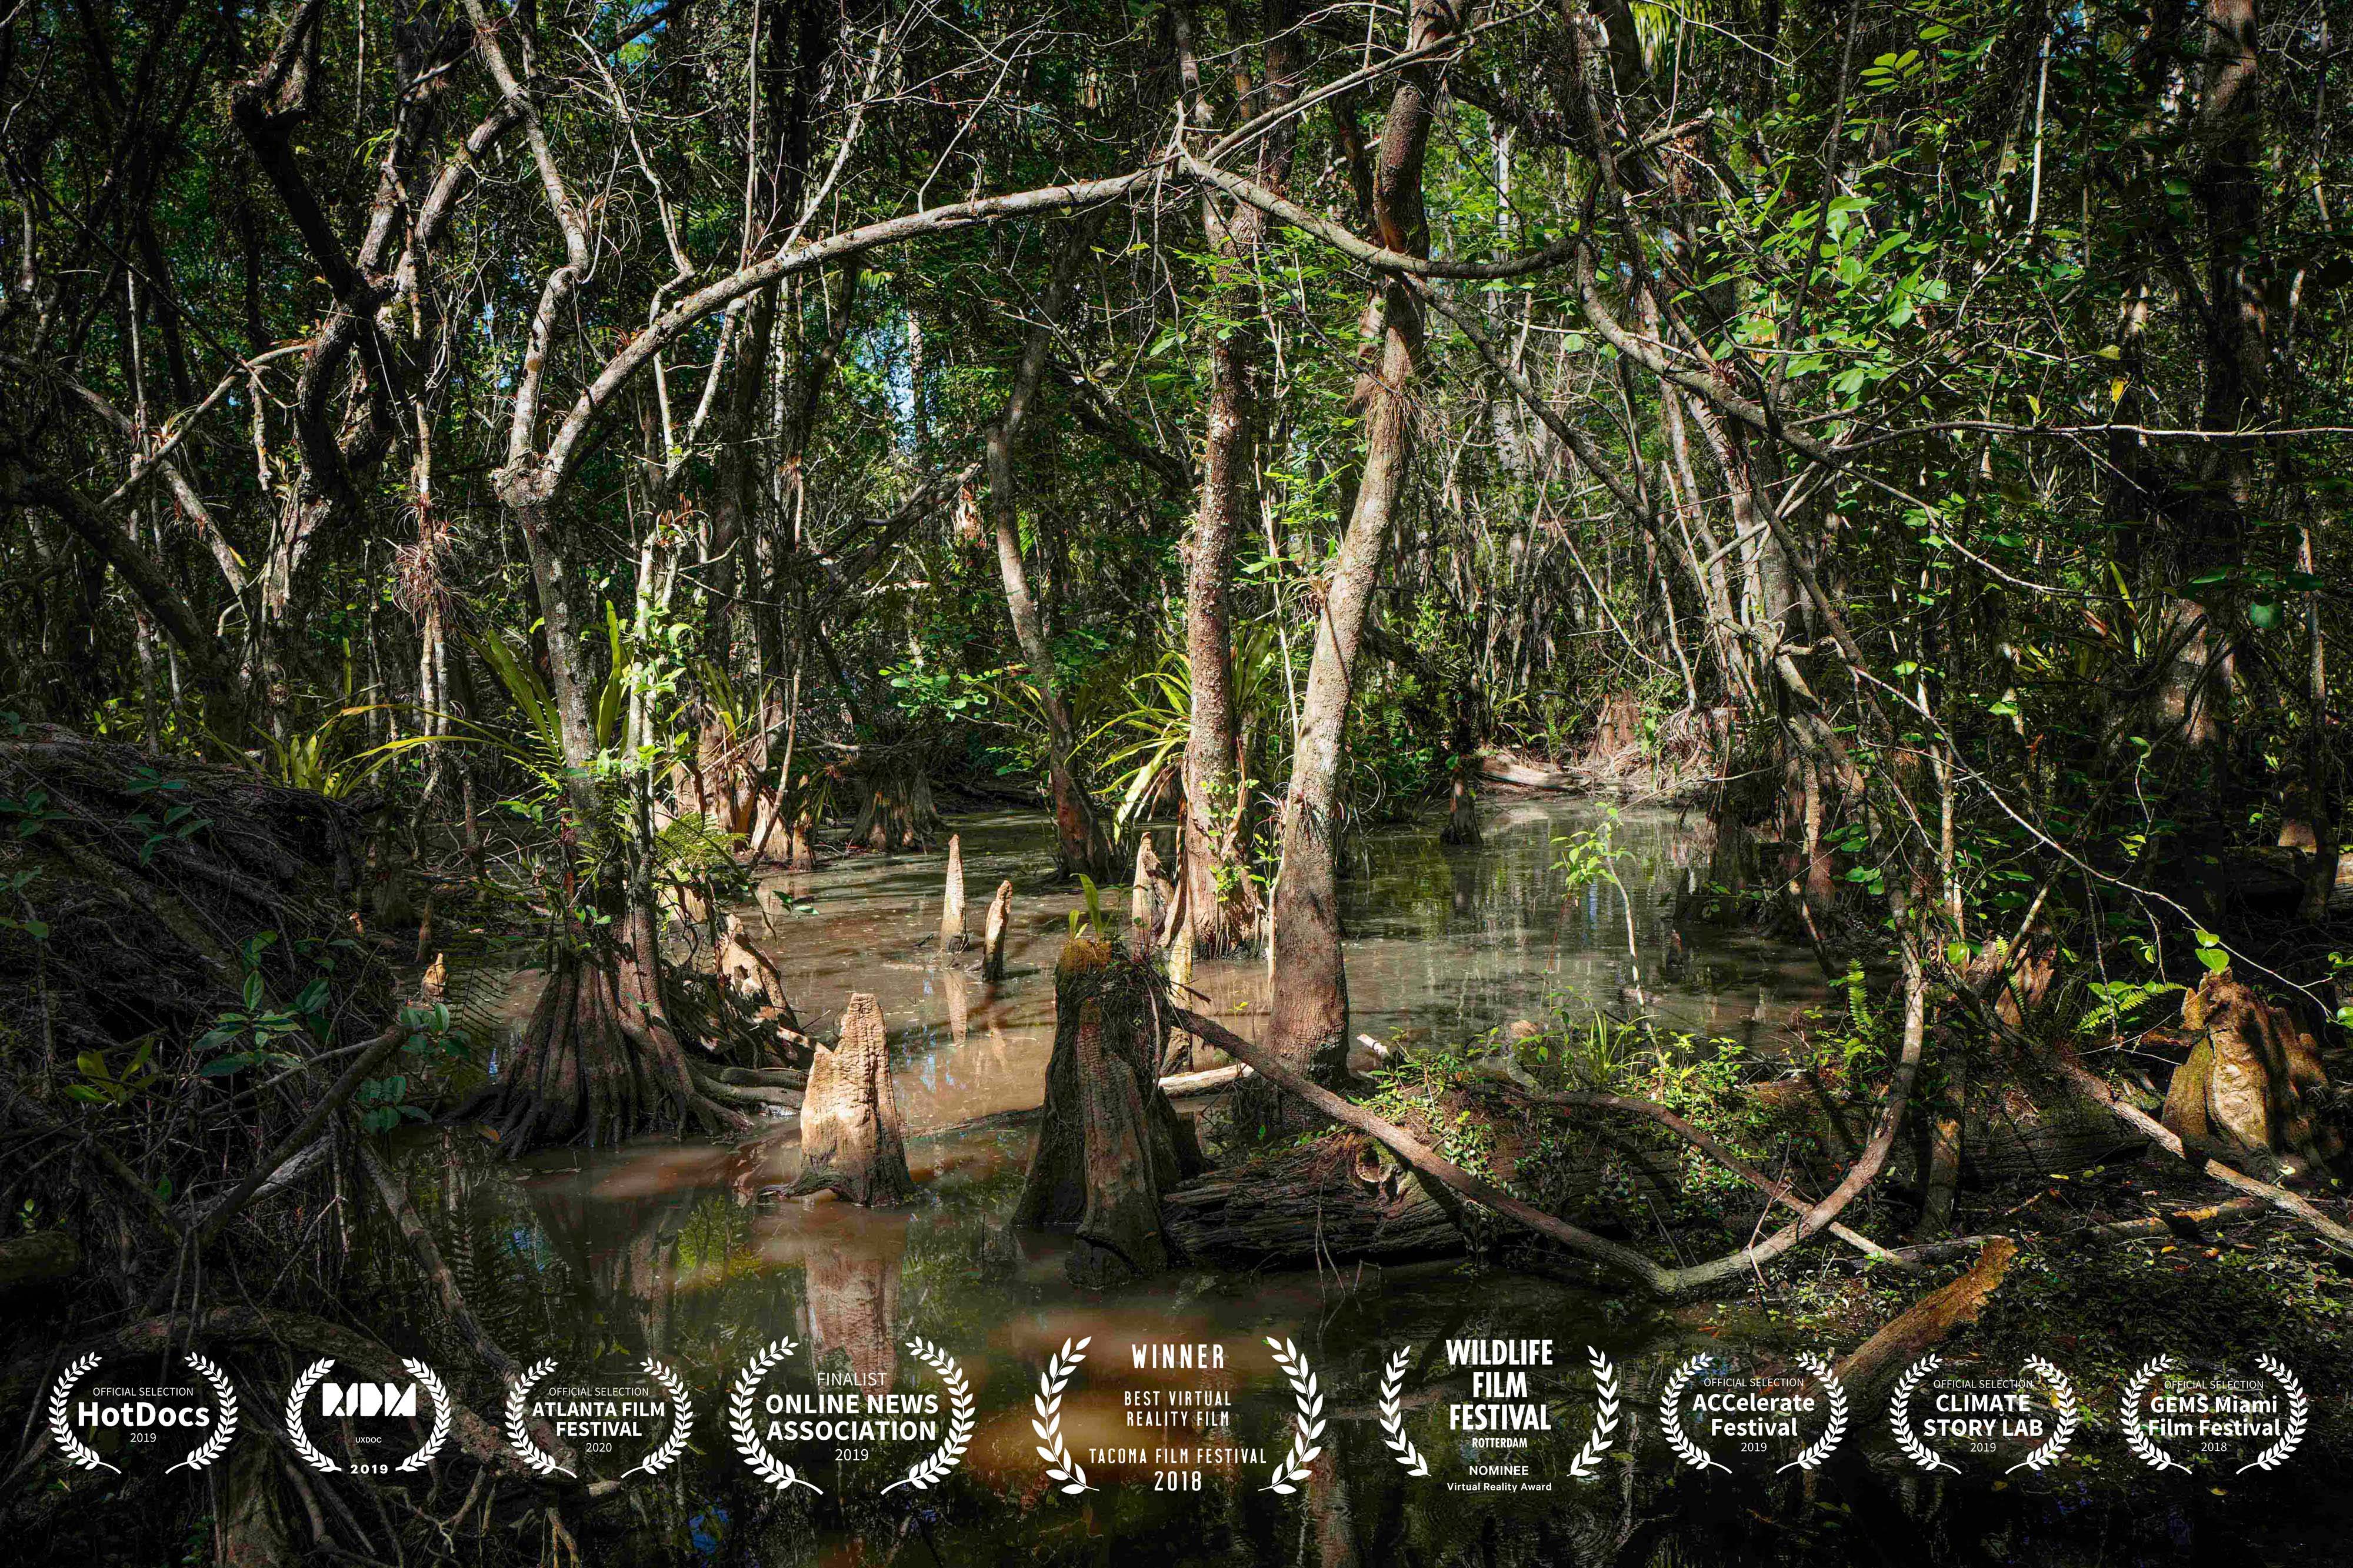 OFFICIAL SELECTION
HotDocs
2019
RIDM
UXDOC
2019
OFFICIAL SELECTION
ATLANTA FILM
FESTIVAL
2020
FINALIST
ONLINE NEWS
ASSOCIATION
2019
WINNER
BEST VIRTUAL
REALITY FILM
TACOMA FILM FESTIVAL
2018
WILDLIFE
FILM
FESTIVAL
ROTTERDAM
NOMINEE
Virtual Reality Award
OFFICIAL SELECTION
ACCelerate
Festival
2019
OFFICIAL SELECTION
CLIMATE
STORY LAB
2019
OFFICIAL SELECTION
GEMS Miami
Film Festival
2018